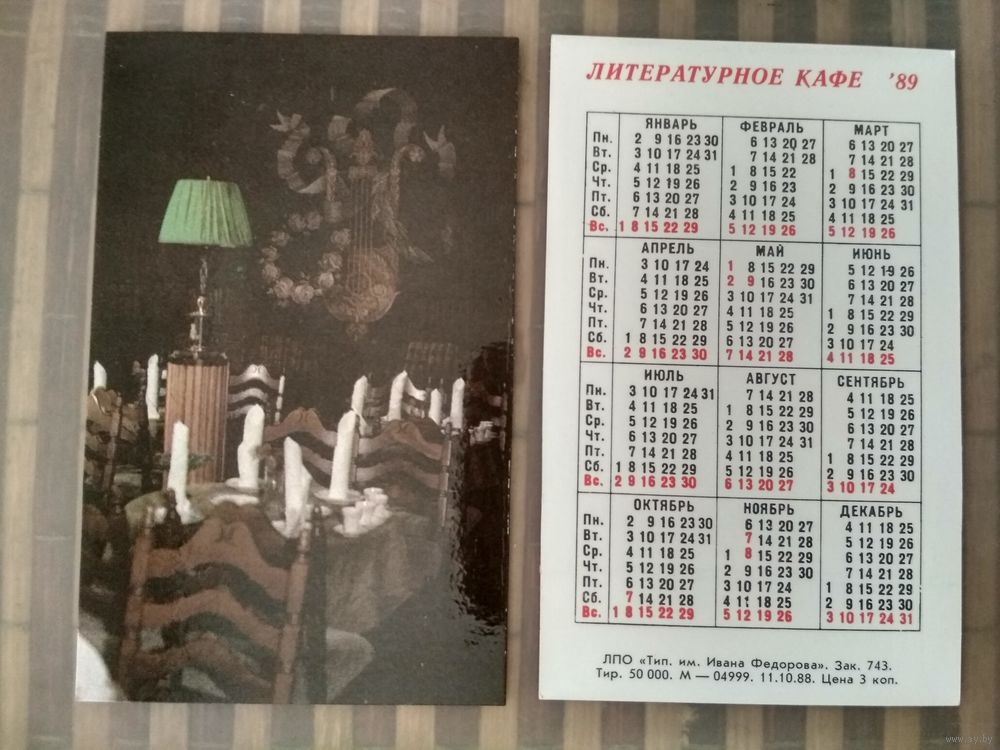 ЛИТЕРАТУРНОЕ КАФЕ '89
ЯНВАРЬ ФЕВРАЛЬ МАРТ
Пн. 2 9 16 23 30 6 13 20 27 6 13 20 27
Вт. 3 10 17 24 31 7 14 21 28 7 14 21 28
Ср. 4 11 18 25 1 8 15 22 1 8 15 22 29
Чт. 5 12 19 26 2 9 16 23 2 9 16 23 30
Пт. 6 13 20 27 3 10 17 24 3 10 17 24 31
Сб. 7 14 21 28 4 11 18 25 4 11 18 25
Вс. 1 8 15 22 29 5 12 19 26 5 12 19 26
АПРЕЛЬ МАЙ ИЮНЬ
Пн. 3 10 17 24 1 8 15 22 29 5 12 19 26
Вт. 4 11 18 25 2 9 16 23 30 6 13 20 27
Ср. 5 12 19 26 3 10 17 24 31 7 14 21 28
Чт. 6 13 20 27 4 11 18 25 1 8 15 22 29
Пт. 7 14 21 28 5 12 19 26 2 9 16 23 30
Сб. 1 8 15 22 29 6 13 20 27 3 10 17 24
Вс. 2 9 16 23 30 7 14 21 28 4 11 18 25
ИЮЛЬ АВГУСТ СЕНТЯБРЬ
Пн. 3 10 17 24 31 7 14 21 28 4 11 18 25
Вт. 4 11 18 25 1 8 15 22 29 5 12 19 26
Ср. 5 12 19 26 2 9 16 23 30 6 13 20 27
Чт. 6 13 20 27 3 10 17 24 31 7 14 21 28
Пт. 7 14 21 28 4 11 18 25 1 8 15 22 29
Сб. 1 8 15 22 29 5 12 19 26 2 9 16 23 30
Вс. 2 9 16 23 30 6 13 20 27 3 10 17 24
ОКТЯБРЬ НОЯБРЬ ДЕКАБРЬ
Пн. 2 9 16 23 30 6 13 20 27 4 11 18 25
Вт. 3 10 17 24 31 7 14 21 28 5 12 19 26
Ср. 4 11 18 25 1 8 15 22 29 6 13 20 27
Чт. 5 12 19 26 2 9 16 23 30 7 14 21 28
Пт. 6 13 20 27 3 10 17 24 1 8 15 22 29
Сб. 7 14 21 28 4 11 18 25 2 9 16 23 30
Вс. 1 8 15 22 29 5 12 19 26 3 10 17 24 31
ЛПО «Тип. им. Ивана Федорова». Зак. 743.
Тир. 50 000. М — 04999. 11.10.88. Цена 3 коп.
www.ay.by